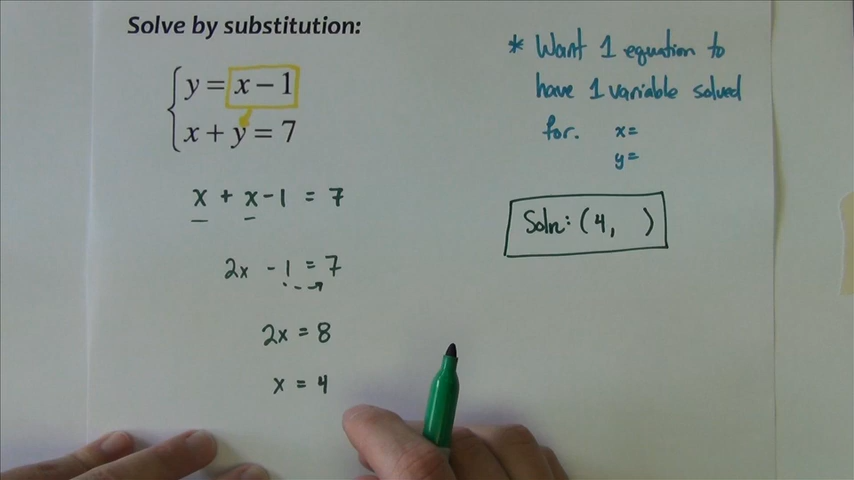 Solve by substitution:
y = x − 1
x + y = 7
x + x - 1 = 7
2x - 1 = 7
2x = 8
x = 4
* Want 1 equation to
have 1 variable solved
for. x=
y=
Soln: (4, )